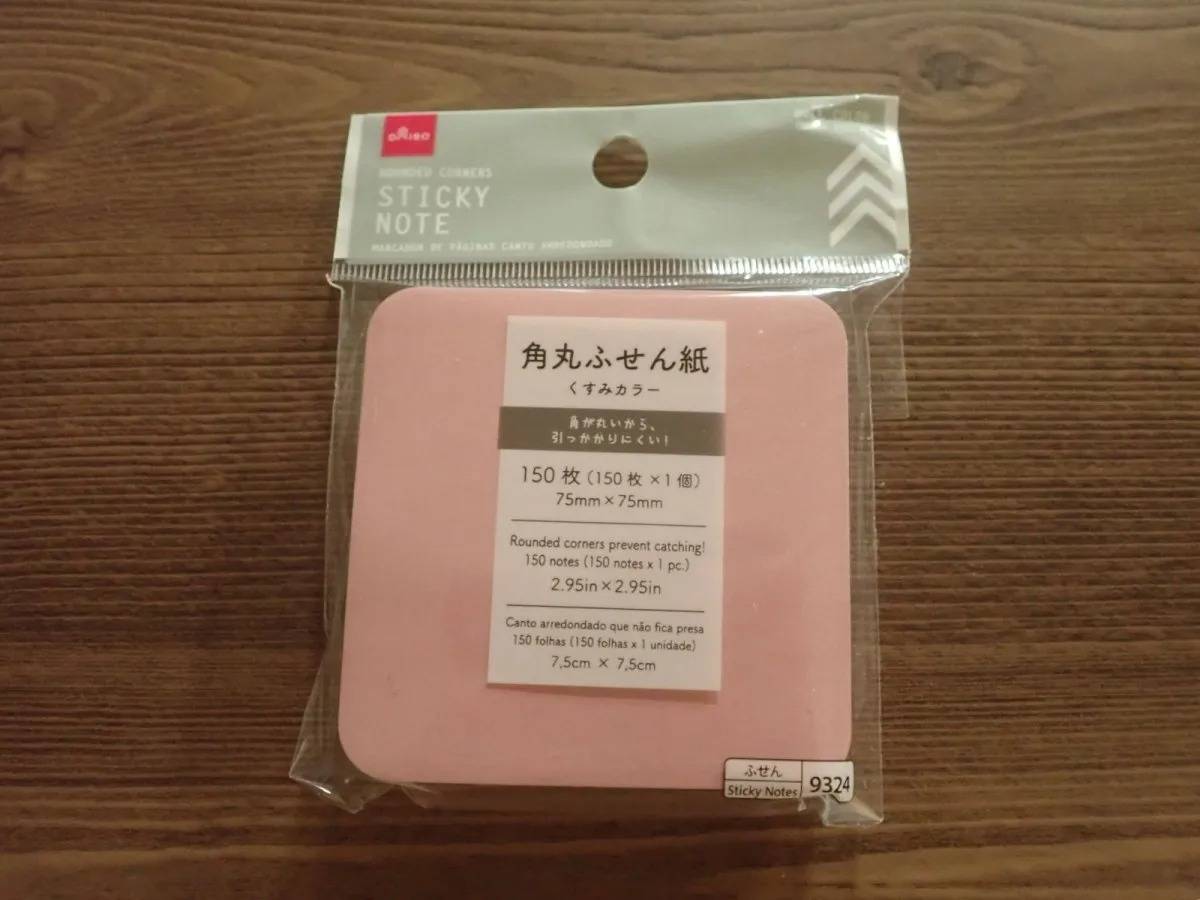 DAISO
DULL COLOR
ROUNDED CORNERS
STICKY
NOTE
MARCADOR DE PÁGINAS CANTO ARREDONDADO
角丸ふせん紙
くすみカラー
角が丸いから、
引っかかりにくい!
150枚(150枚×1個)
75mm×75mm
Rounded corners prevent catching!
150 notes (150 notes x 1 pc.)
2.95in×2.95in
Canto arredondado que não fica presa
150 folhas (150 folhas x 1 unidade)
7,5cm × 7,5cm
ふせん
Sticky Notes
9324